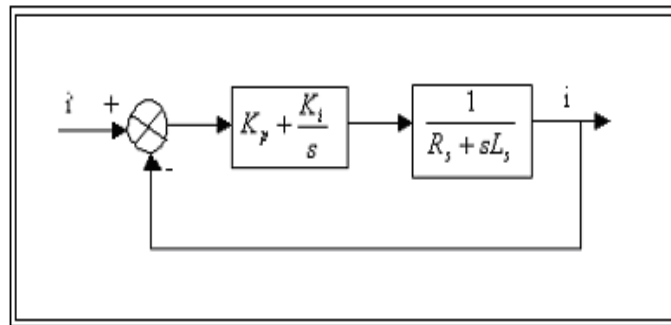 i +
K_p + K_i / s
1 / R_s + sL_s
i
-